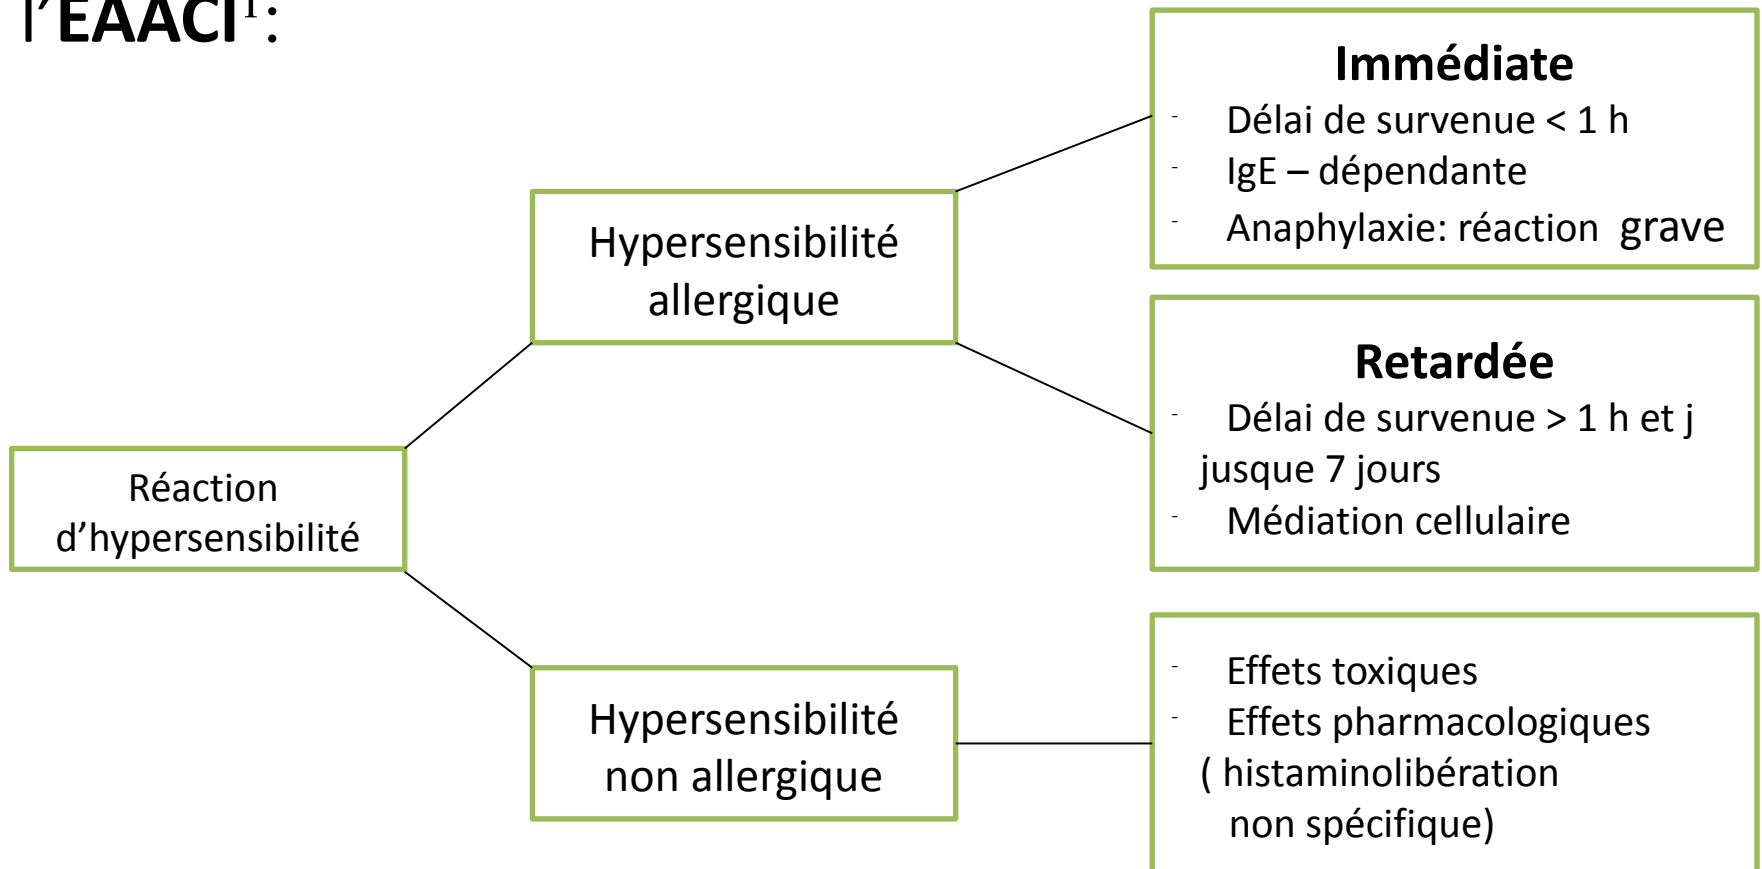 l'EAACI¹:
Immédiate
- Délai de survenue < 1 h
- IgE – dépendante
- Anaphylaxie: réaction grave
Hypersensibilité
allergique
Retardée
- Délai de survenue > 1 h et j
jusque 7 jours
- Médiation cellulaire
Réaction
d’hypersensibilité
Hypersensibilité
non allergique
- Effets toxiques
- Effets pharmacologiques
( histaminolibération
non spécifique)